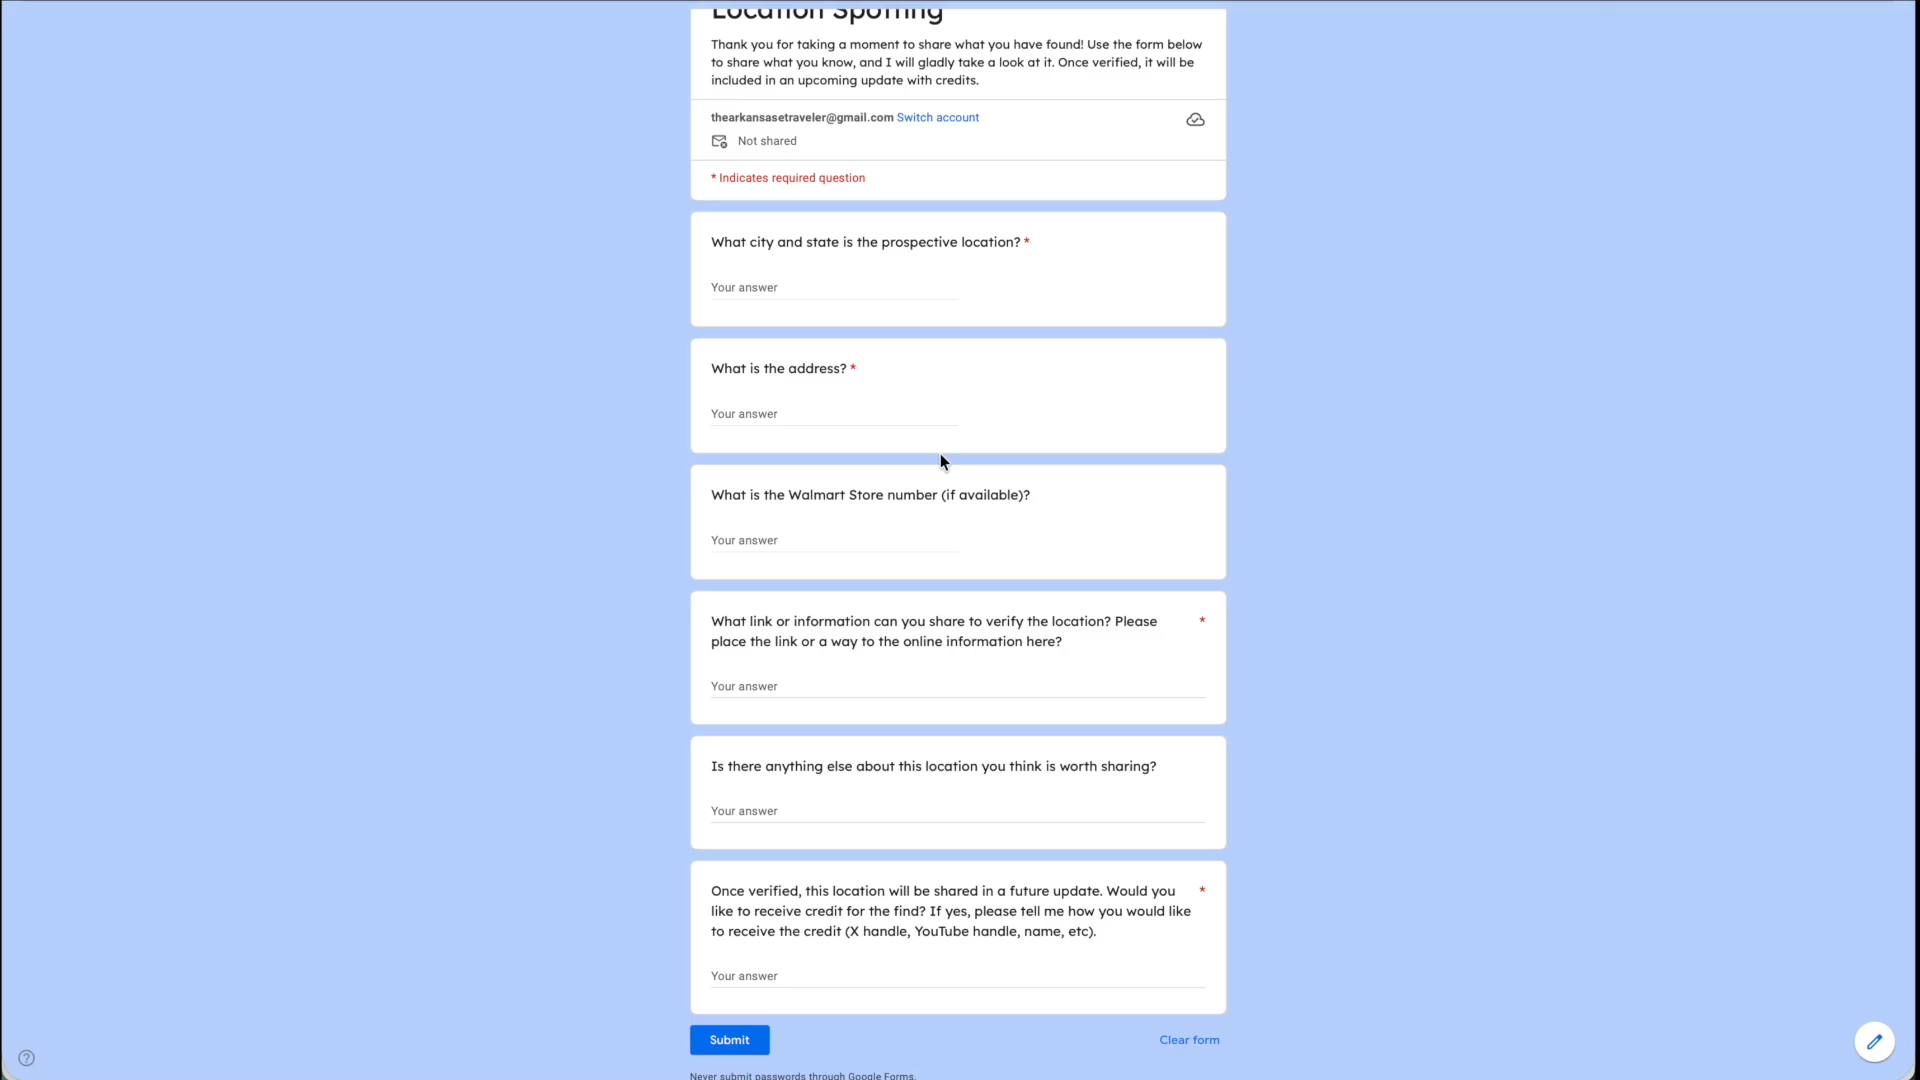 Location Spotting
Thank you for taking a moment to share what you have found! Use the form below
to share what you know, and I will gladly take a look at it. Once verified, it will be
included in an upcoming update with credits.
thearkansasetraveler@gmail.com Switch account
Not shared
* Indicates required question
What city and state is the prospective location? *
Your answer
What is the address? *
Your answer
What is the Walmart Store number (if available)?
Your answer
What link or information can you share to verify the location? Please *
place the link or a way to the online information here?
Your answer
Is there anything else about this location you think is worth sharing?
Your answer
Once verified, this location will be shared in a future update. Would you *
like to receive credit for the find? If yes, please tell me how you would like
to receive the credit (X handle, YouTube handle, name, etc).
Your answer
Submit
Clear form
Never submit passwords through Google Forms.